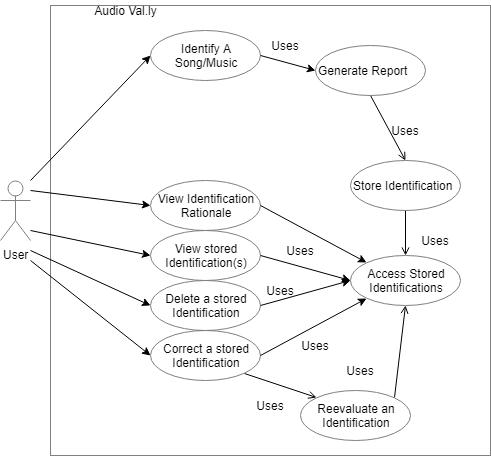 Audio Val.ly
Identify A
Song/Music
Uses
Generate Report
Uses
Store Identification
Uses
User
View Identification
Rationale
View stored
Identification(s)
Uses
Access Stored
Identifications
Delete a stored
Identification
Uses
Correct a stored
Identification
Uses
Uses
Uses
Reevaluate an
Identification